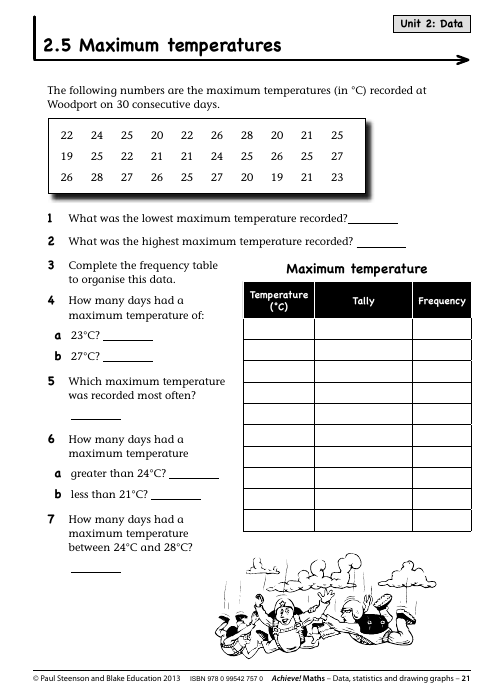 Unit 2: Data
2.5 Maximum temperatures
The following numbers are the maximum temperatures (in °C) recorded at
Woodport on 30 consecutive days.
22 24 25 20 22 26 28 20 21 25
19 25 22 21 21 24 25 26 25 27
26 28 27 26 25 27 20 19 21 23
1 What was the lowest maximum temperature recorded?
2 What was the highest maximum temperature recorded?
3 Complete the frequency table
to organise this data.
4 How many days had a
maximum temperature of:
a 23°C?
b 27°C?
5 Which maximum temperature
was recorded most often?
6 How many days had a
maximum temperature
a greater than 24°C?
b less than 21°C?
7 How many days had a
maximum temperature
between 24°C and 28°C?
Maximum temperature
Temperature (°C) Tally Frequency
© Paul Steenson and Blake Education 2013 ISBN 978 0 99542 757 0 Achieve! Maths – Data, statistics and drawing graphs – 21